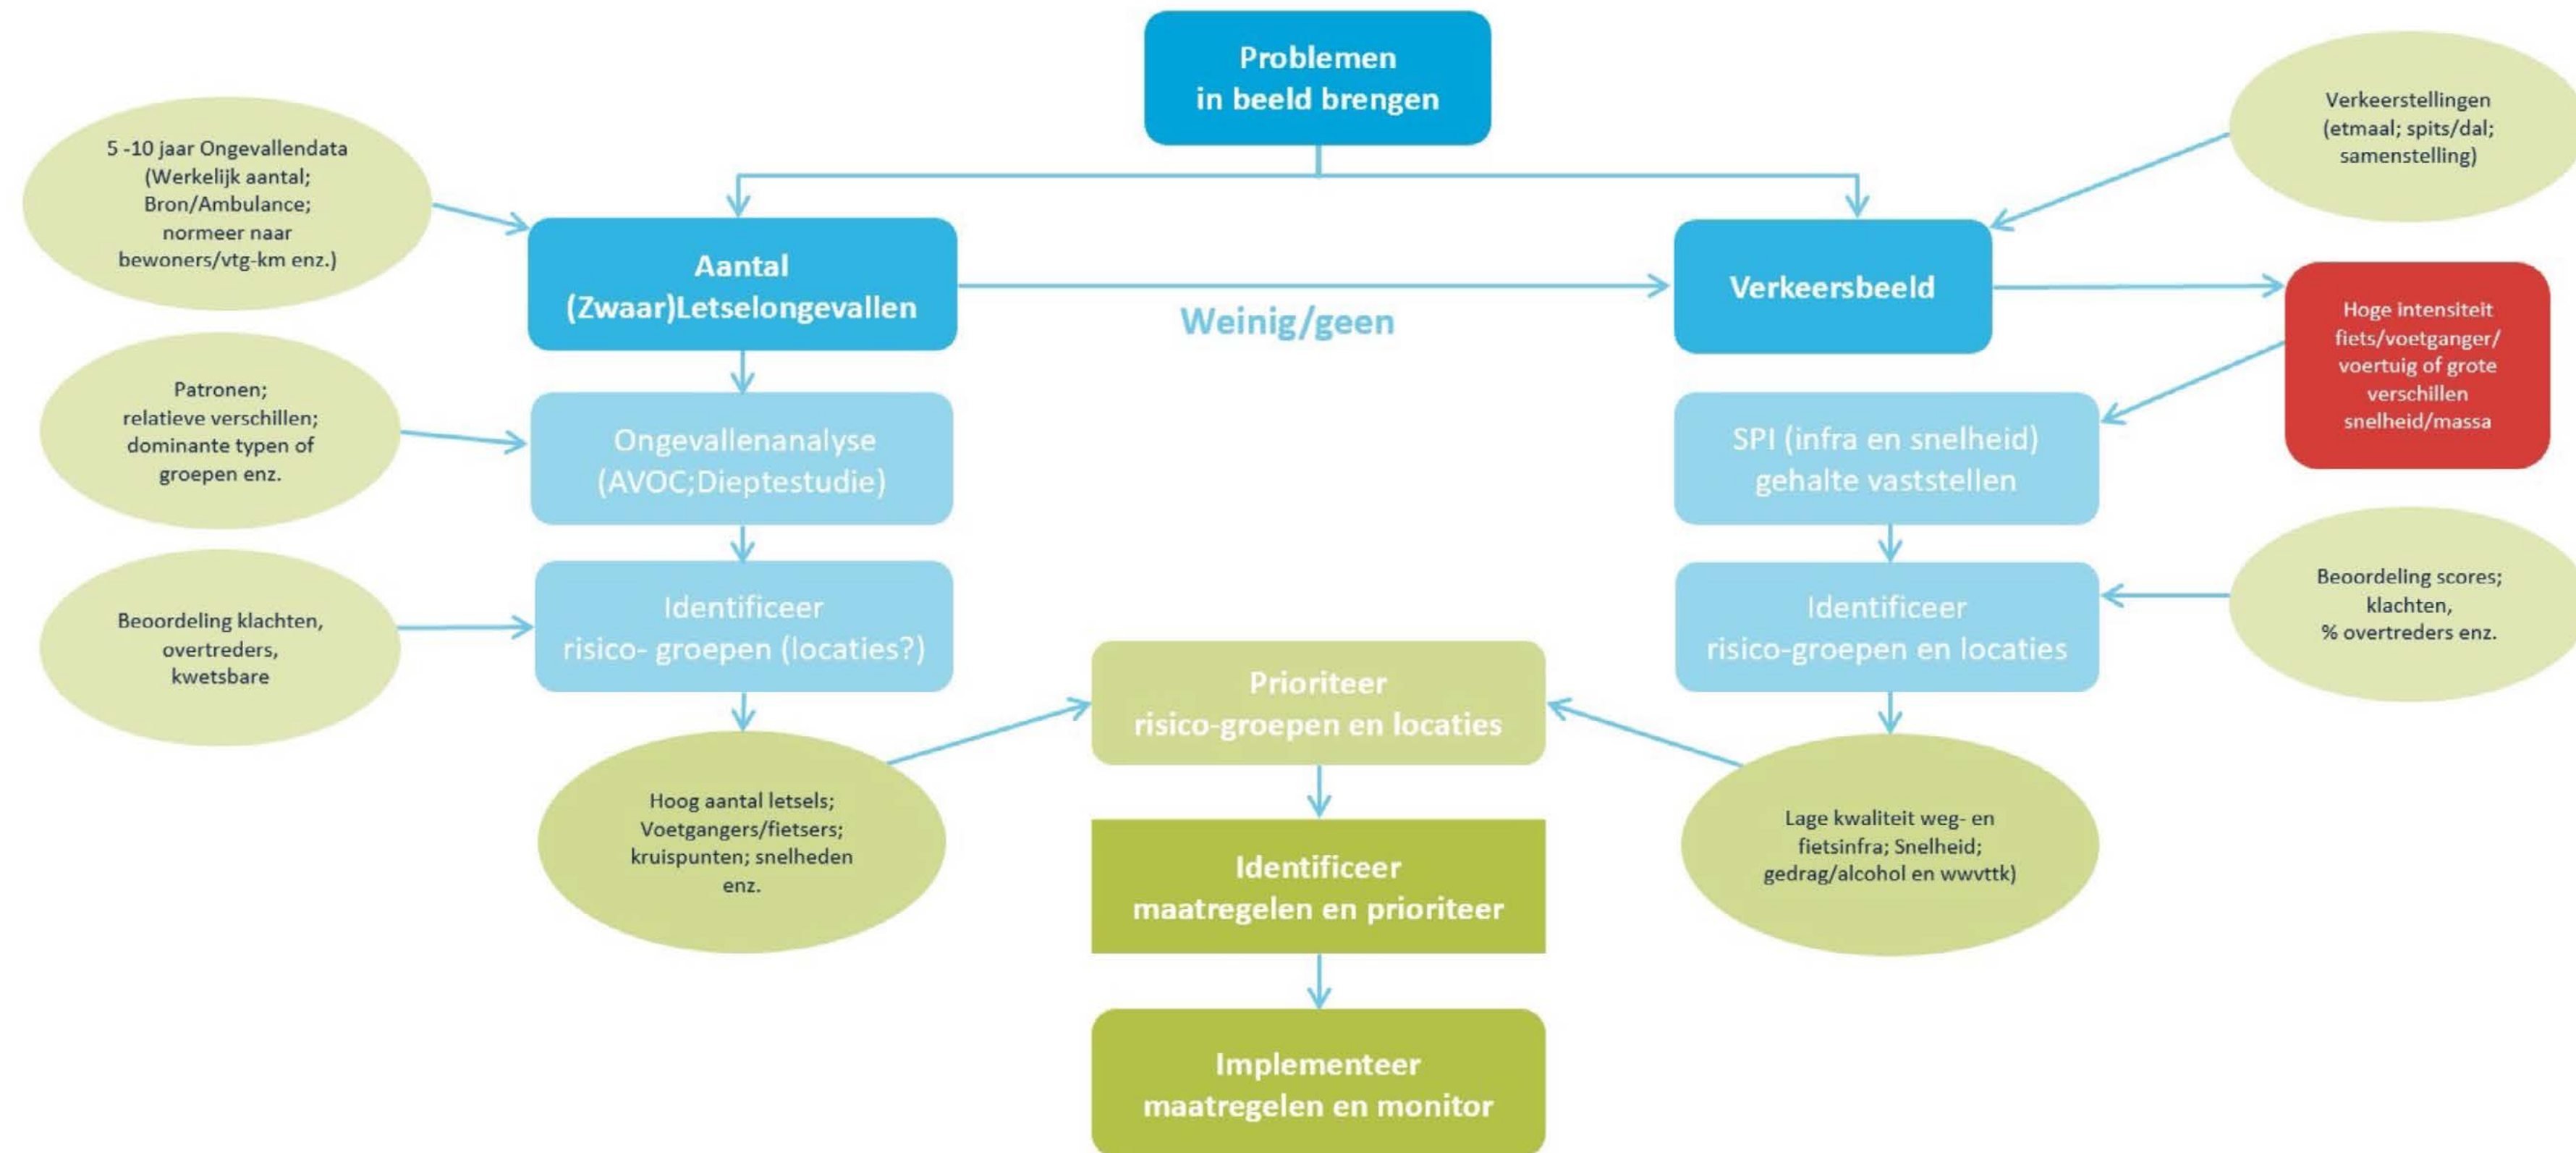 Problemen
in beeld brengen
Verkeerstellingen
(etmaal; spits/dal;
samenstelling)
5 -10 jaar Ongevallendata
(Werkelijk aantal;
Bron/Ambulance;
normeer naar
bewoners/vtg-km enz.)
Aantal
(Zwaar)Letselongevallen
Weinig/geen
Verkeersbeeld
Hoge intensiteit
fiets/voetganger/
voertuig of grote
verschillen
snelheid/massa
Patronen;
relatieve verschillen;
dominante typen of
groepen enz.
Ongevallenanalyse
(AVOC;Dieptestudie)
SPI (infra en snelheid)
gehalte vaststellen
Beoordeling klachten,
overtreders,
kwetsbare
Identificeer
risico- groepen (locaties?)
Identificeer
risico-groepen en locaties
Beoordeling scores;
klachten,
% overtreders enz.
Prioriteer
risico-groepen en locaties
Hoog aantal letsels;
Voetgangers/fietsers;
kruispunten; snelheden
enz.
Lage kwaliteit weg- en
fietsinfra; Snelheid;
gedrag/alcohol en wwvttk)
Identificeer
maatregelen en prioriteer
Implementeer
maatregelen en monitor